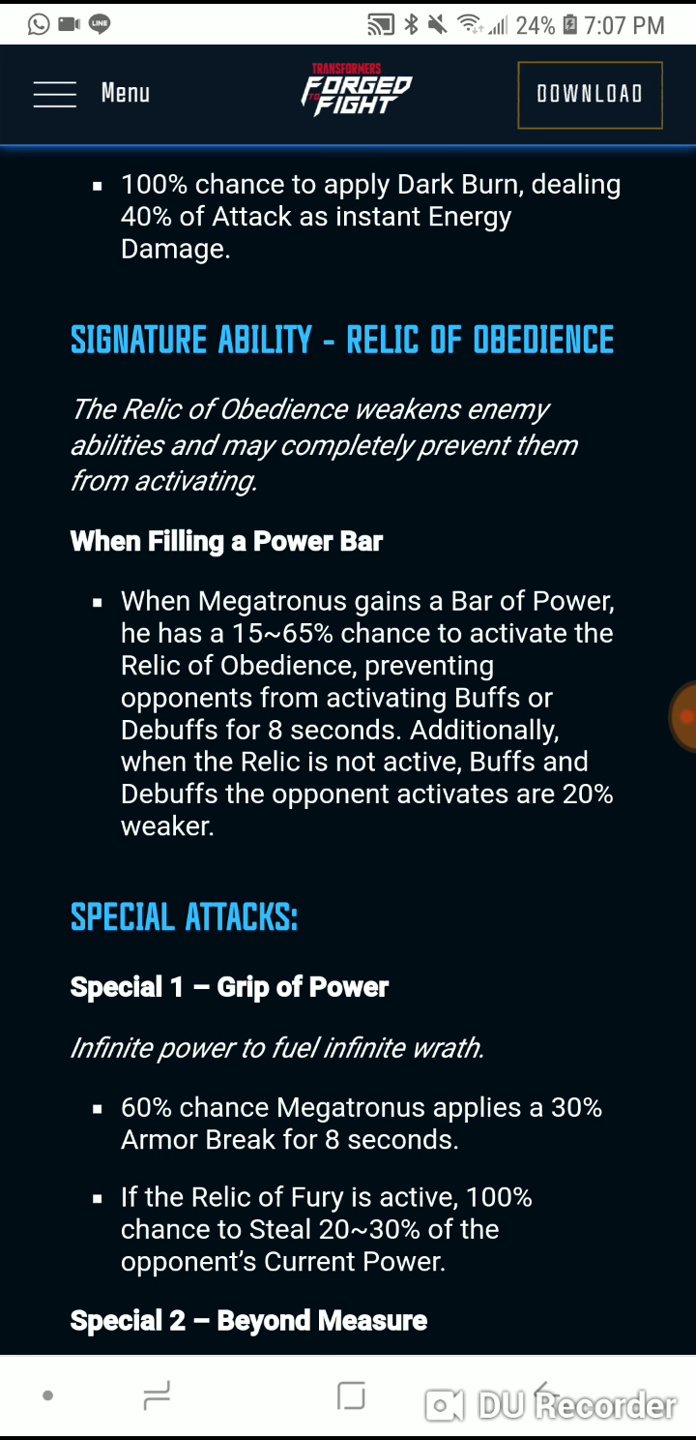 24% 7:07 PM
LINE
Menu
TRANSFORMERS
FORGED
TO
FIGHT
DOWNLOAD
▪ 100% chance to apply Dark Burn, dealing
40% of Attack as instant Energy
Damage.
SIGNATURE ABILITY - RELIC OF OBEDIENCE
The Relic of Obedience weakens enemy
abilities and may completely prevent them
from activating.
When Filling a Power Bar
▪ When Megatronus gains a Bar of Power,
he has a 15~65% chance to activate the
Relic of Obedience, preventing
opponents from activating Buffs or
Debuffs for 8 seconds. Additionally,
when the Relic is not active, Buffs and
Debuffs the opponent activates are 20%
weaker.
SPECIAL ATTACKS:
Special 1 – Grip of Power
Infinite power to fuel infinite wrath.
▪ 60% chance Megatronus applies a 30%
Armor Break for 8 seconds.
▪ If the Relic of Fury is active, 100%
chance to Steal 20~30% of the
opponent’s Current Power.
Special 2 – Beyond Measure
DU Recorder